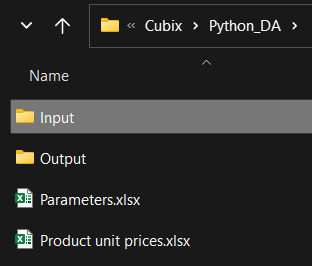 « Cubix > Python_DA >
Name
Input
Output
Parameters.xlsx
Product unit prices.xlsx